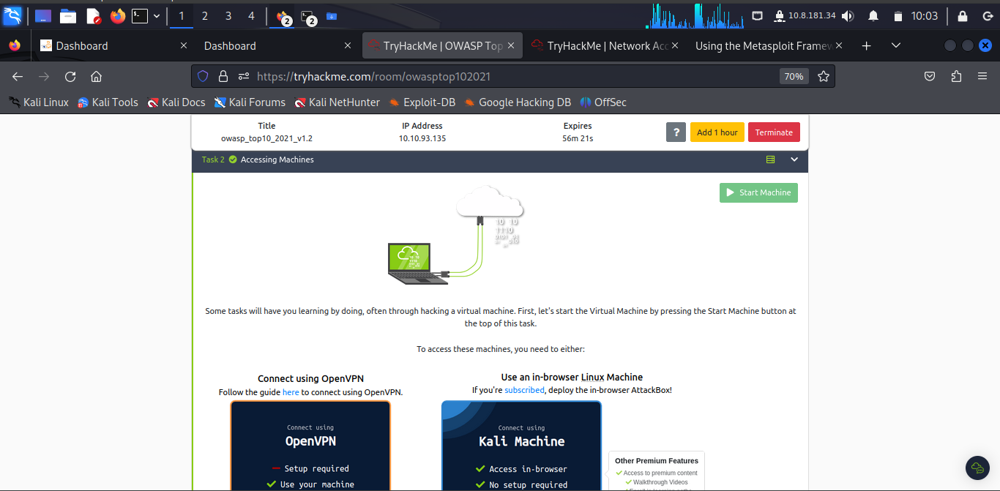 1 2 3 4 2 2 10.8.181.34 10:03
Dashboard Dashboard TryHackMe | OWASP Top TryHackMe | Network Acc Using the Metasploit Framew
https://tryhackme.com/room/owasptop102021 70%
Kali Linux Kali Tools Kali Docs Kali Forums Kali NetHunter Exploit-DB Google Hacking DB OffSec
Title IP Address Expires
owasp_top10_2021_v1.2 10.10.93.135 56m 21s ? Add 1 hour Terminate
Task 2 Accessing Machines
Start Machine
10 10
1110
Some tasks will have you learning by doing, often through hacking a virtual machine. First, let's start the Virtual Machine by pressing the Start Machine button at
the top of this task.
To access these machines, you need to either:
Connect using OpenVPN
Follow the guide here to connect using OpenVPN.
Connect using
OpenVPN
Setup required
Use your machine
Use an in-browser Linux Machine
If you're subscribed, deploy the in-browser AttackBox!
Connect using
Kali Machine
Access in-browser
No setup required
Other Premium Features
Access to premium content
Walkthrough Videos